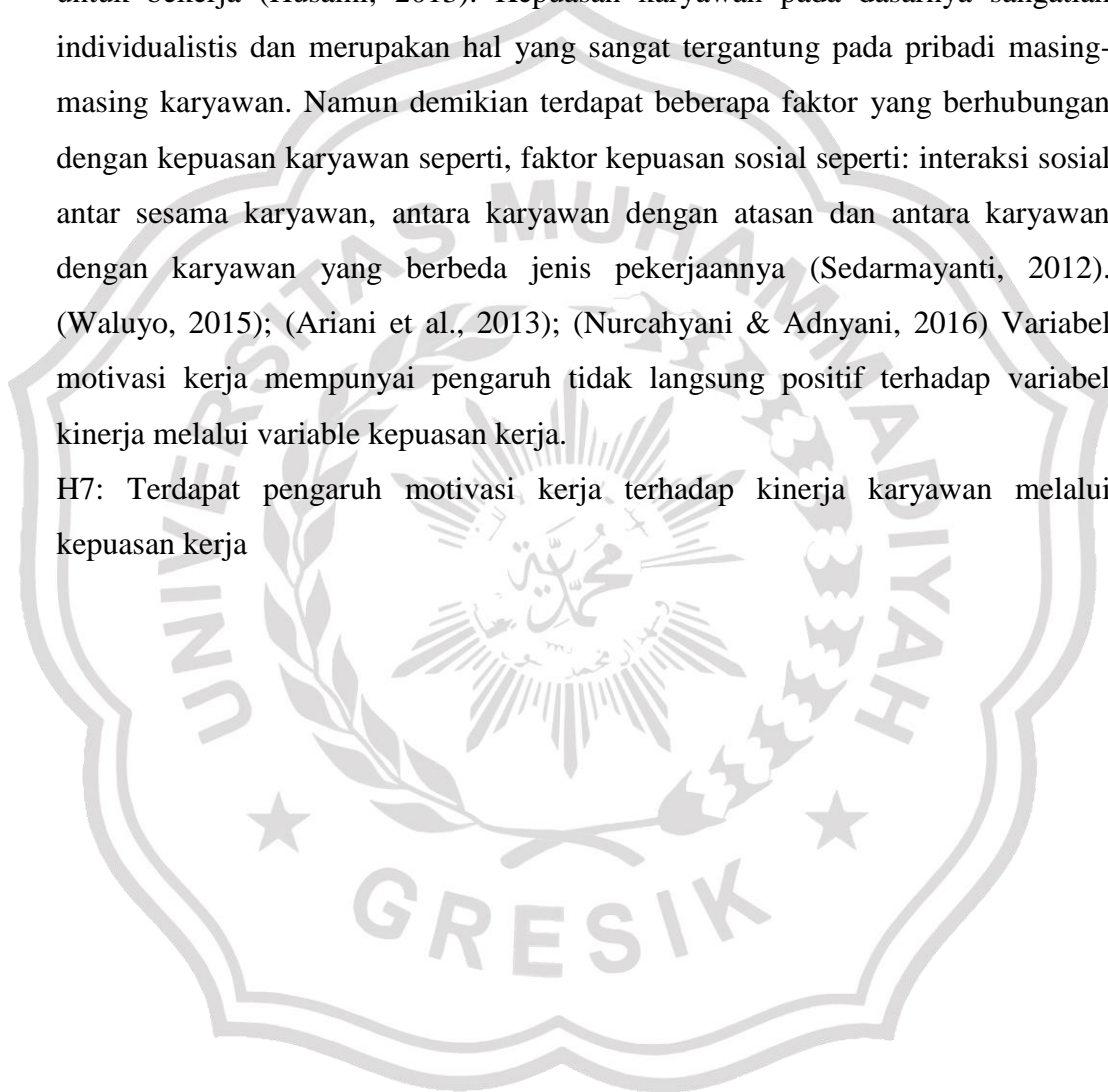 untuk bekerja
individualistis dan merupakan hal yang sangat tergantung pada pribadi masing-
masing karyawan. Namun demikian terdapat beberapa faktor yang berhubungan
dengan kepuasan karyawan seperti, faktor kepuasan sosial seperti: interaksi sosial
antar sesama karyawan, antara karyawan dengan atasan dan antara karyawan
dengan karyawan yang berbeda jenis pekerjaannya (Sedarmayanti, 2012).
(Waluyo, 2015); (Ariani et al., 2013); (Nurcahyani & Adnyani, 2016) Variabel
motivasi kerja mempunyai pengaruh tidak langsung positif terhadap variabel
kinerja melalui variable kepuasan kerja.
H7: Terdapat pengaruh motivasi kerja terhadap kinerja karyawan melalui
kepuasan kerja
UNIVERSITAS MUHAMMADIYAH
GRESIK